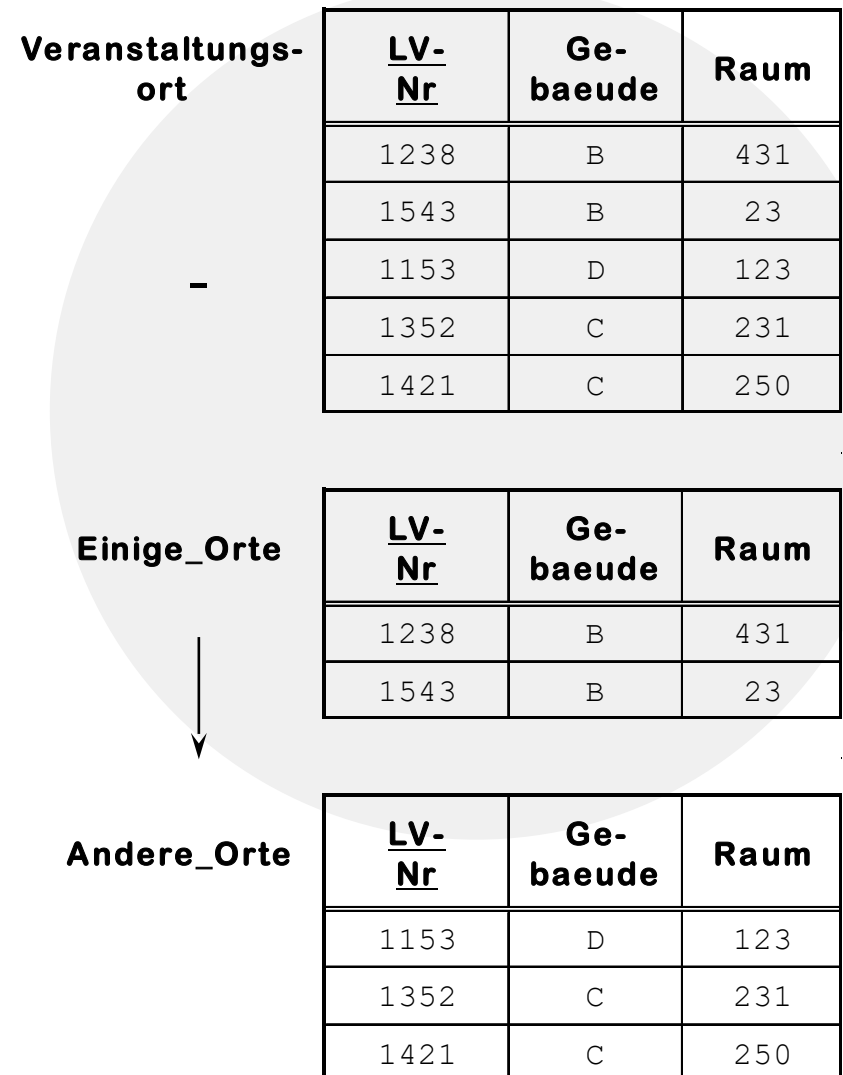 Veranstaltungs-
ort
LV-
Nr
Ge-
baeude
Raum
1238 B 431
1543 B 23
- 1153 D 123
1352 C 231
1421 C 250
Einige_Orte
LV-
Nr
Ge-
baeude
Raum
1238 B 431
1543 B 23
Andere_Orte
LV-
Nr
Ge-
baeude
Raum
1153 D 123
1352 C 231
1421 C 250